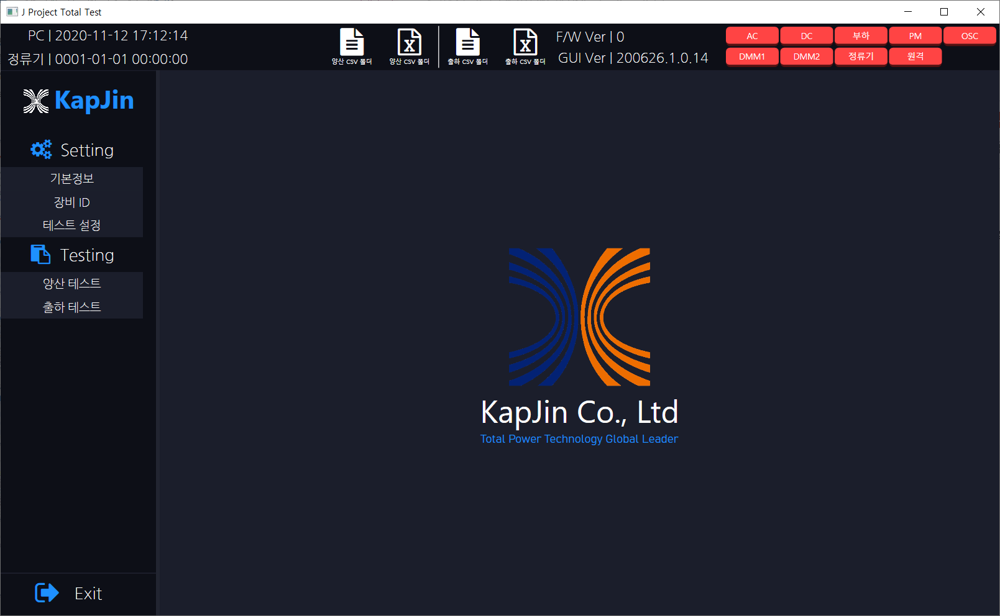 J Project Total Test
PC | 2020-11-12 17:12:14
정류기 | 0001-01-01 00:00:00
양산 CSV 폴더
양산 CSV 폴더
출하 CSV 폴더
출하 CSV 폴더
F/W Ver | 0
GUI Ver | 200626.1.0.14
AC
DC
부하
PM
OSC
DMM1
DMM2
정류기
원격
KapJin
Setting
기본정보
장비 ID
테스트 설정
Testing
양산 테스트
출하 테스트
KapJin Co., Ltd
Total Power Technology Global Leader
Exit